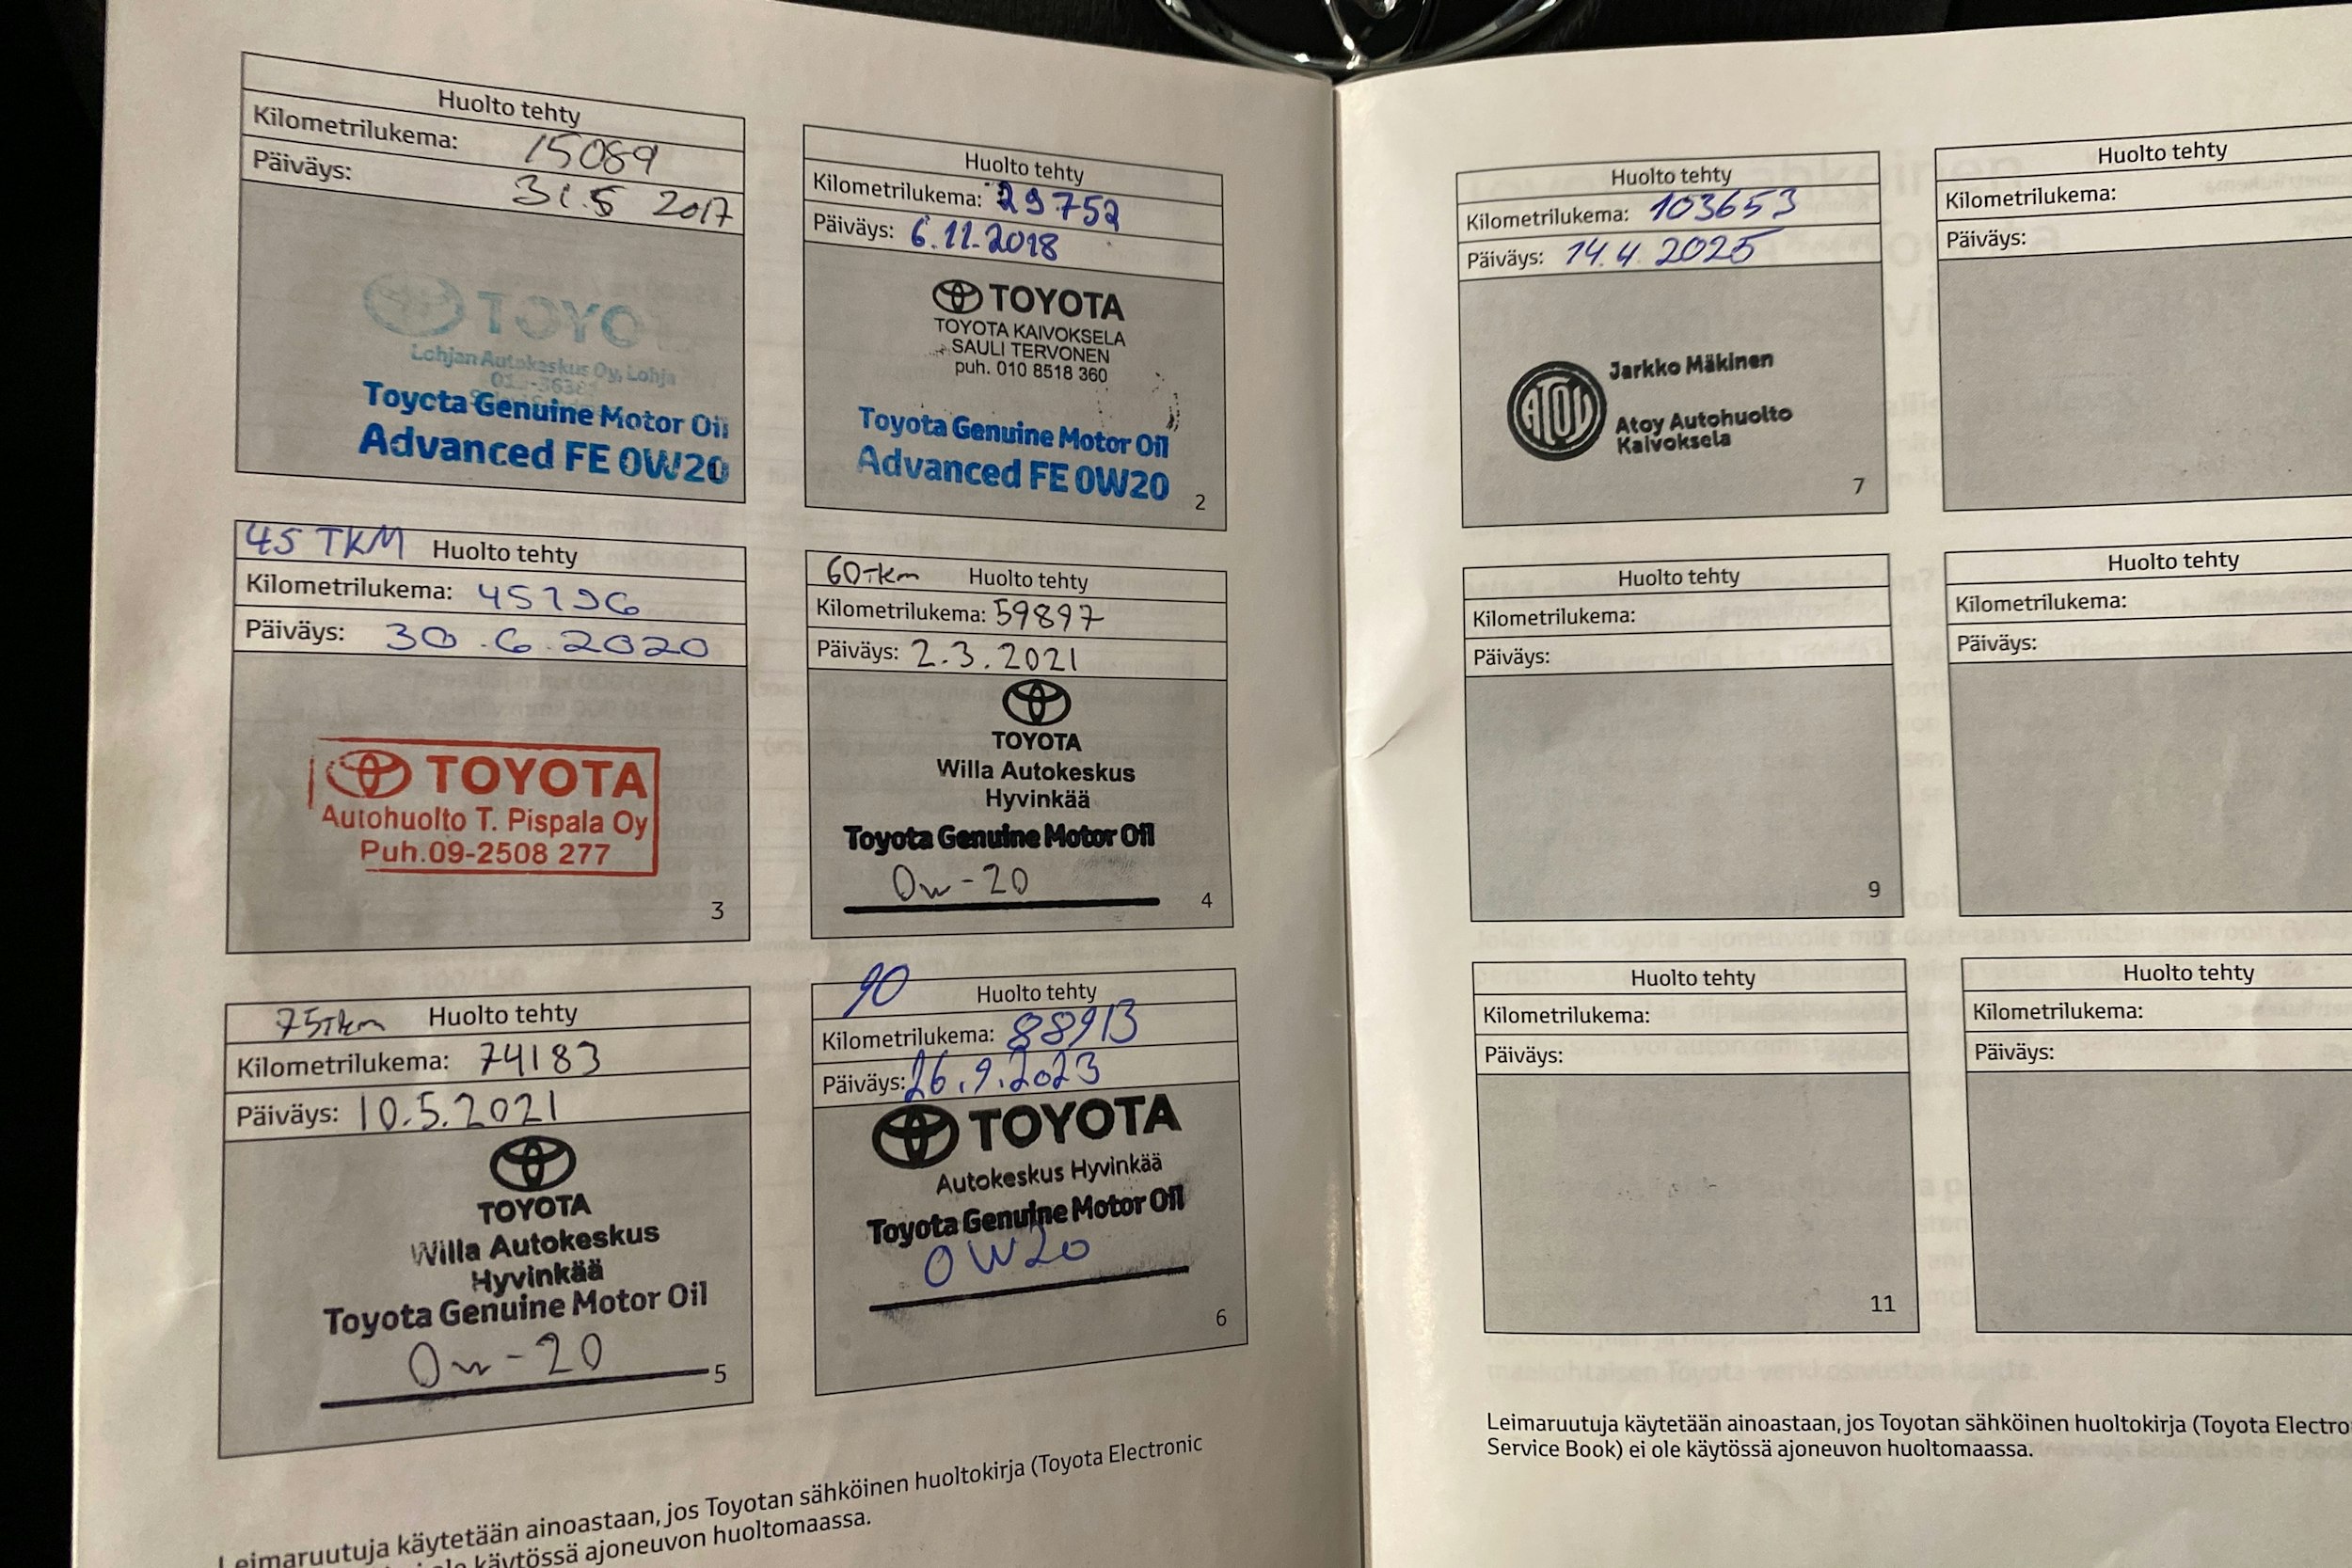 Huolto tehty
Kilometrilukema: 15089
Päiväys: 31.5 2017
TOYO
Lohjan Autokeskus Oy, Lohja
Toyota Genuine Motor Oil
Advanced FE 0W20
Huolto tehty
Kilometrilukema: 29752
Päiväys: 6.11.2018
TOYOTA
TOYOTA KAIVOKSELA
SAULI TERVONEN
puh. 010 8518 360
Toyota Genuine Motor Oil
Advanced FE 0W20
2
45 TKM Huolto tehty
Kilometrilukema: 45796
Päiväys: 30.6.2020
TOYOTA
Autohuolto T. Pispala Oy
Puh.09-2508 277
3
60Tkm Huolto tehty
Kilometrilukema: 59897
Päiväys: 2.3.2021
TOYOTA
Willa Autokeskus
Hyvinkää
Toyota Genuine Motor Oil
0w-20
4
75Tkm Huolto tehty
Kilometrilukema: 74183
Päiväys: 10.5.2021
TOYOTA
Willa Autokeskus
Hyvinkää
Toyota Genuine Motor Oil
0w-20
5
90 Huolto tehty
Kilometrilukema: 88913
Päiväys: 26.9.2023
TOYOTA
Autokeskus Hyvinkää
Toyota Genuine Motor Oil
0W20
6
Leimaruutuja käytetään ainoastaan, jos Toyotan sähköinen huoltokirja (Toyota Electronic
käytössä ajoneuvon huoltomaassa.
Huolto tehty
Kilometrilukema: 103653
Päiväys: 14.4.2025
ATOY
Jarkko Mäkinen
Atoy Autohuolto
Kaivoksela
7
Huolto tehty
Kilometrilukema:
Päiväys:
Huolto tehty
Kilometrilukema:
Päiväys:
9
Huolto tehty
Kilometrilukema:
Päiväys:
Huolto tehty
Kilometrilukema:
Päiväys:
11
Huolto tehty
Kilometrilukema:
Päiväys:
Leimaruutuja käytetään ainoastaan, jos Toyotan sähköinen huoltokirja (Toyota Electro
Service Book) ei ole käytössä ajoneuvon huoltomaassa.